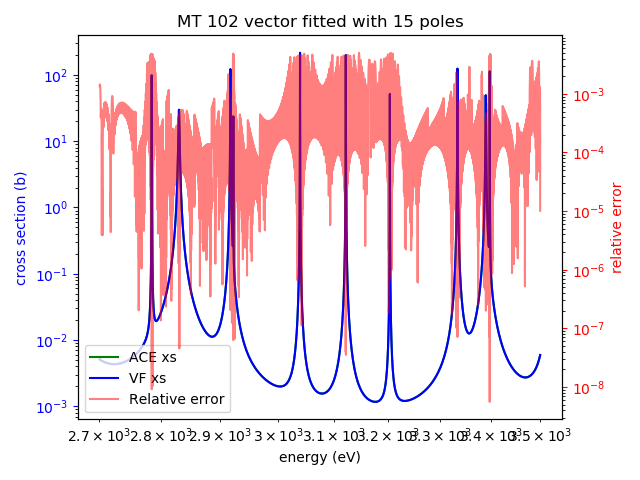 MT 102 vector fitted with 15 poles
cross section (b)
10² 10¹ 10⁰ 10⁻¹ 10⁻² 10⁻³
relative error
10⁻³ 10⁻⁴ 10⁻⁵ 10⁻⁶ 10⁻⁷ 10⁻⁸
ACE xs
VF xs
Relative error
2.7 × 10³ 2.8 × 10³ 2.9 × 10³ 3 × 10³ 3.1 × 10³ 3.2 × 10³ 3.3 × 10³ 3.4 × 10³ 3.5 × 10³
energy (eV)